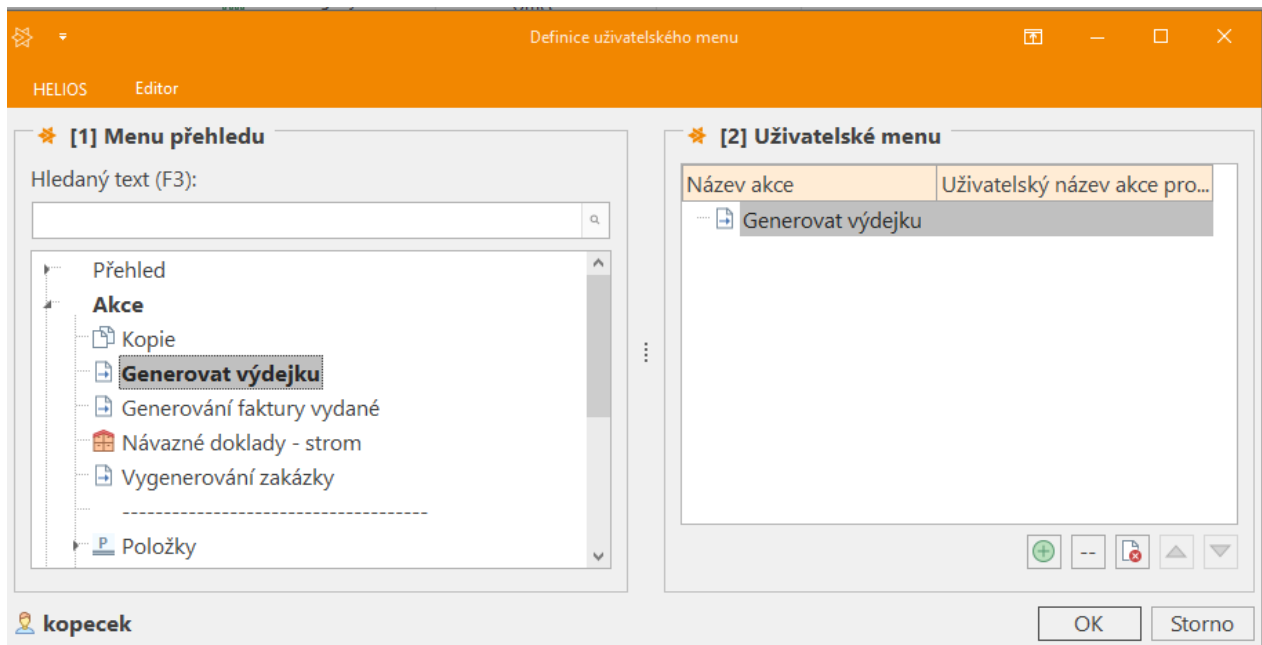 Definice uživatelského menu
HELIOS
Editor
[1] Menu přehledu
Hledaný text (F3):
Přehled
Akce
Kopie
Generovat výdejku
Generování faktury vydané
Návazné doklady - strom
Vygenerování zakázky
-------------------------------------
P Položky
[2] Uživatelské menu
Název akce
Uživatelský název akce pro...
Generovat výdejku
--
kopecek
OK
Storno